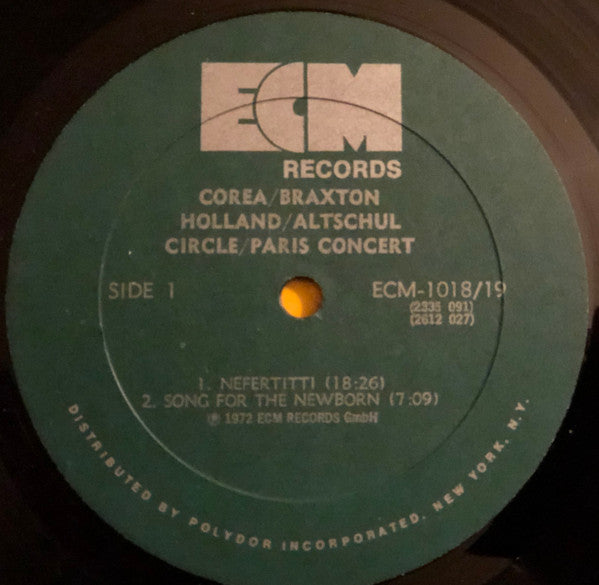 ECM
RECORDS
COREA/BRAXTON
HOLLAND/ALTSCHUL
CIRCLE/PARIS CONCERT
SIDE 1
ECM-1018/19
(2335 091)
(2612 027)
1. NEFERTITTI (18:26)
2. SONG FOR THE NEWBORN (7:09)
℗ 1972 ECM RECORDS GmbH
DISTRIBUTED BY POLYDOR INCORPORATED, NEW YORK, N.Y.